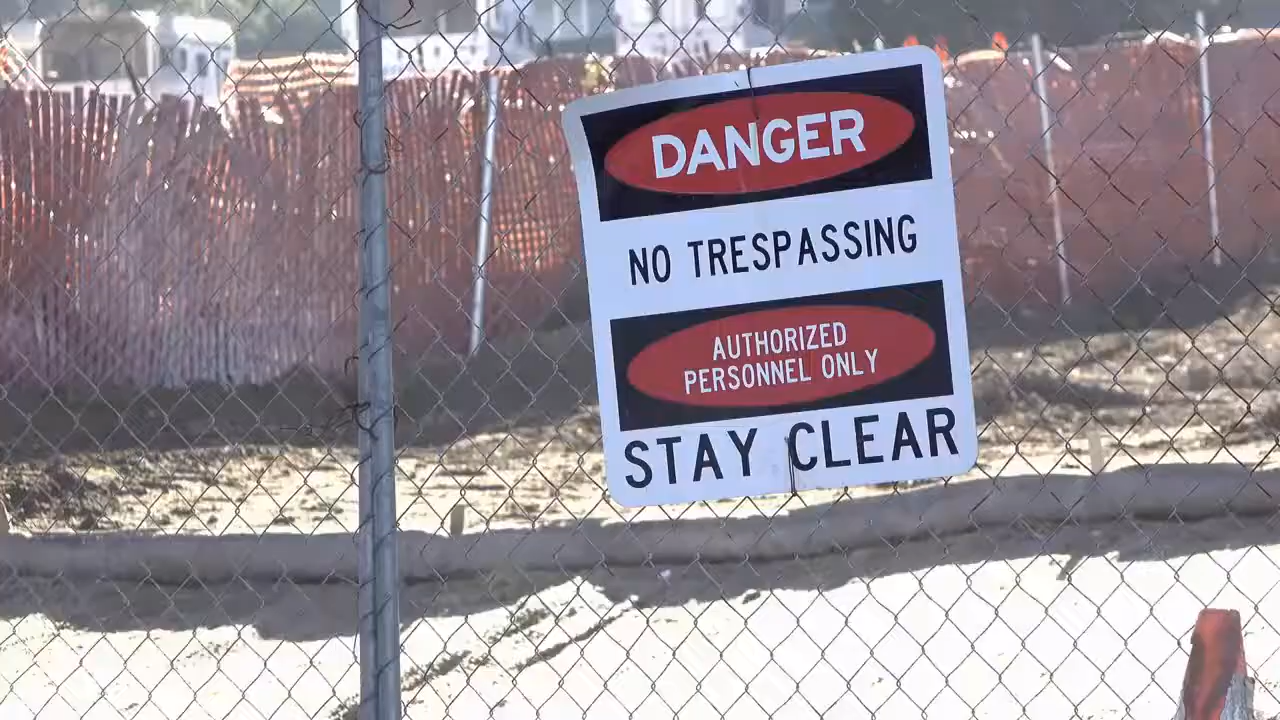 DANGER
NO TRESPASSING
AUTHORIZED
PERSONNEL ONLY
STAY CLEAR